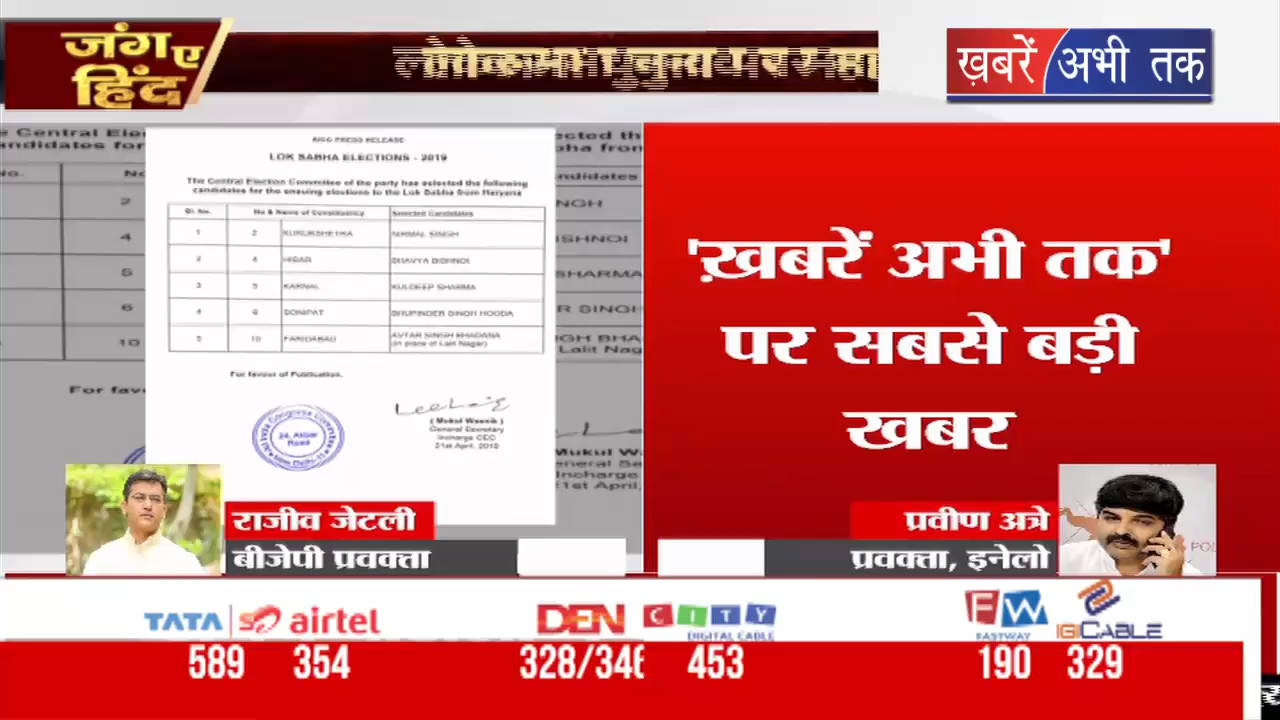 जंग ए
हिंद
ख़बरें अभी तक
AICC PRESS RELEASE
LOK SABHA ELECTIONS - 2019
The Central Election Committee of the party has selected the following
candidates for the ensuing elections to the Lok Sabha from Haryana
Sl. No. No & Name of Constituency Selected Candidates
1 2 KURUKSHETRA NIRMAL SINGH
2 4 HISAR BHAVYA BISHNOI
3 5 KARNAL KULDEEP SHARMA
4 6 SONIPAT BHUPINDER SINGH HOODA
5 10 FARIDABAD AVTAR SINGH BHADANA
(in place of Lalit Nagar)
For favour of Publication.
24, Akbar
Road
New Delhi-11
( Mukul Wasnik )
General Secretary
Incharge CEC
21st April, 2019
'ख़बरें अभी तक'
पर सबसे बड़ी
खबर
राजीव जेटली
बीजेपी प्रवक्ता
प्रवीण अत्रे
प्रवक्ता, इनेलो
TATA airtel DEN CITY FW
DIGITAL CABLE FASTWAY CABLE
589 354 328/346 453 190 329